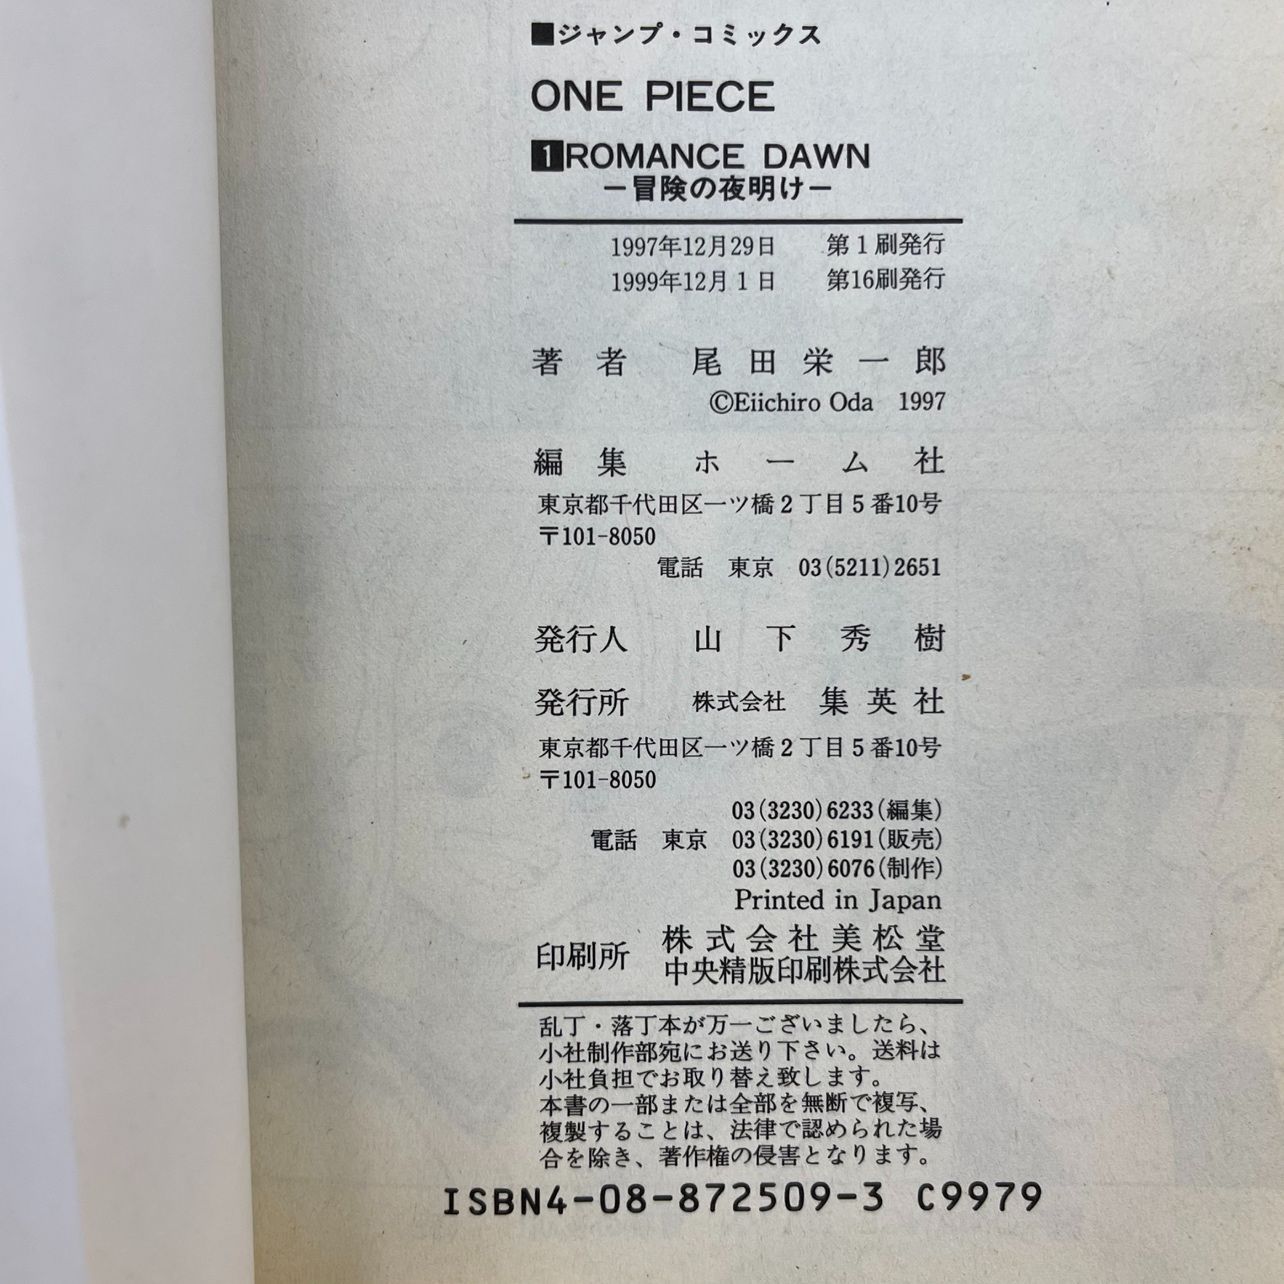 ■ジャンプ・コミックス
ONE PIECE
1 ROMANCE DAWN
―冒険の夜明け―
1997年12月29日 第1刷発行
1999年12月1日 第16刷発行
著者 尾田栄一郎
©Eiichiro Oda 1997
編集 ホーム社
東京都千代田区一ツ橋2丁目5番10号
〒101-8050
電話 東京 03(5211)2651
発行人 山下秀樹
発行所 株式会社 集英社
東京都千代田区一ツ橋2丁目5番10号
〒101-8050
03(3230)6233(編集)
電話 東京 03(3230)6191(販売)
03(3230)6076(制作)
Printed in Japan
印刷所 株式会社美松堂
中央精版印刷株式会社
乱丁・落丁本が万一ございましたら、
小社制作部宛にお送り下さい。送料は
小社負担でお取り替え致します。
本書の一部または全部を無断で複写、
複製することは、法律で認められた場
合を除き、著作権の侵害となります。
ISBN4-08-872509-3 C9979